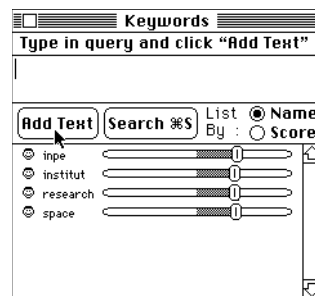 Keywords
Type in query and click “Add Text”
Add Text Search ⌘S List By : Name Score
inpe
institut
research
space